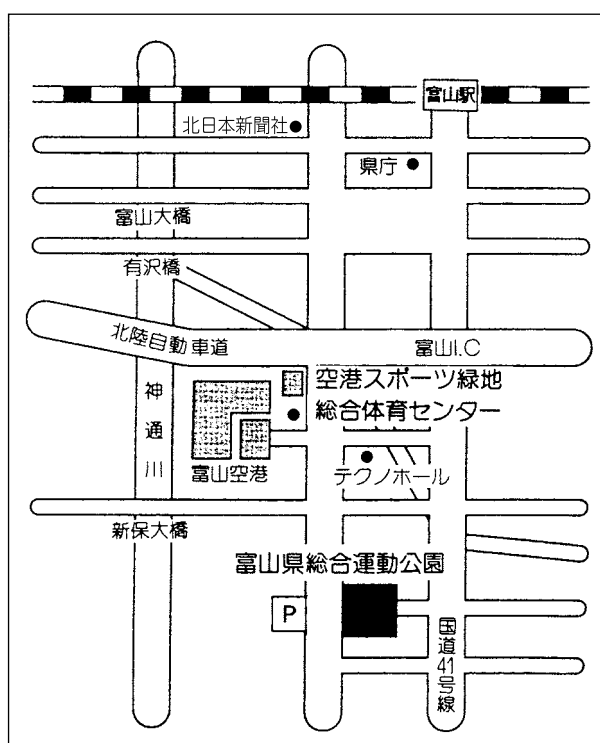 富山駅
北日本新聞社
県庁
富山大橋
有沢橋
北陸自動車道
富山I.C
空港スポーツ緑地
総合体育センター
神通川
富山空港
テクノホール
新保大橋
富山県総合運動公園
P
国道41号線